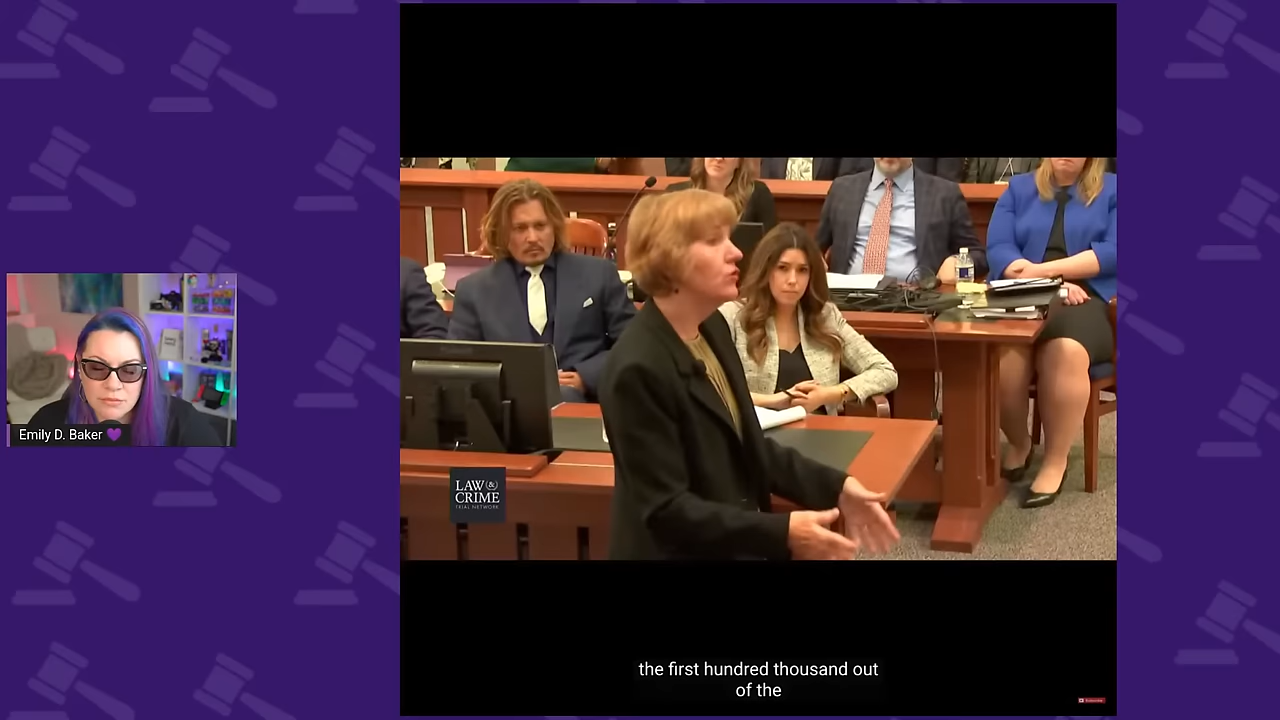 Emily D. Baker 💜
LAW &
CRIME
TRIAL NETWORK
the first hundred thousand out
of the